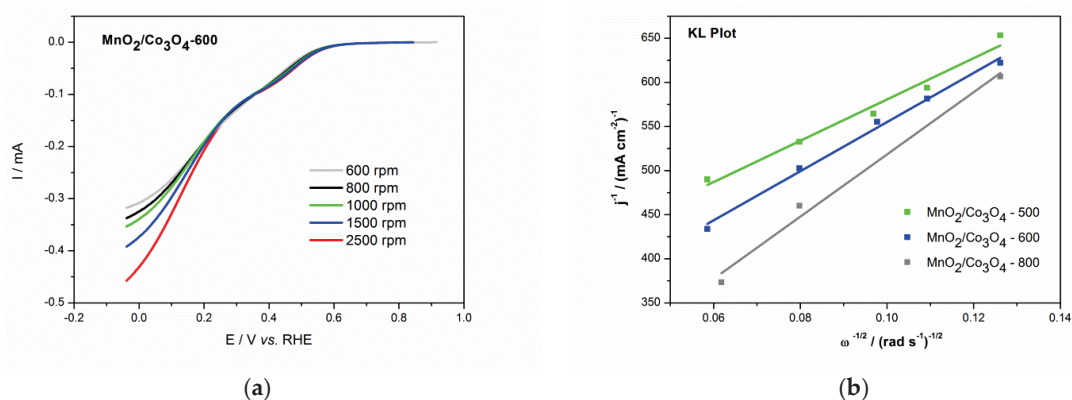 MnO2/Co3O4-600
0.0
-0.1
-0.2
-0.3
-0.4
-0.5
I / mA
600 rpm
800 rpm
1000 rpm
1500 rpm
2500 rpm
-0.2 0.0 0.2 0.4 0.6 0.8 1.0
E / V vs. RHE
(a)
KL Plot
650
600
550
500
450
400
350
j-1 / (mA cm-2)-1
MnO2/Co3O4 - 500
MnO2/Co3O4 - 600
MnO2/Co3O4 - 800
0.06 0.08 0.10 0.12 0.14
ω -1/2 / (rad s-1)-1/2
(b)